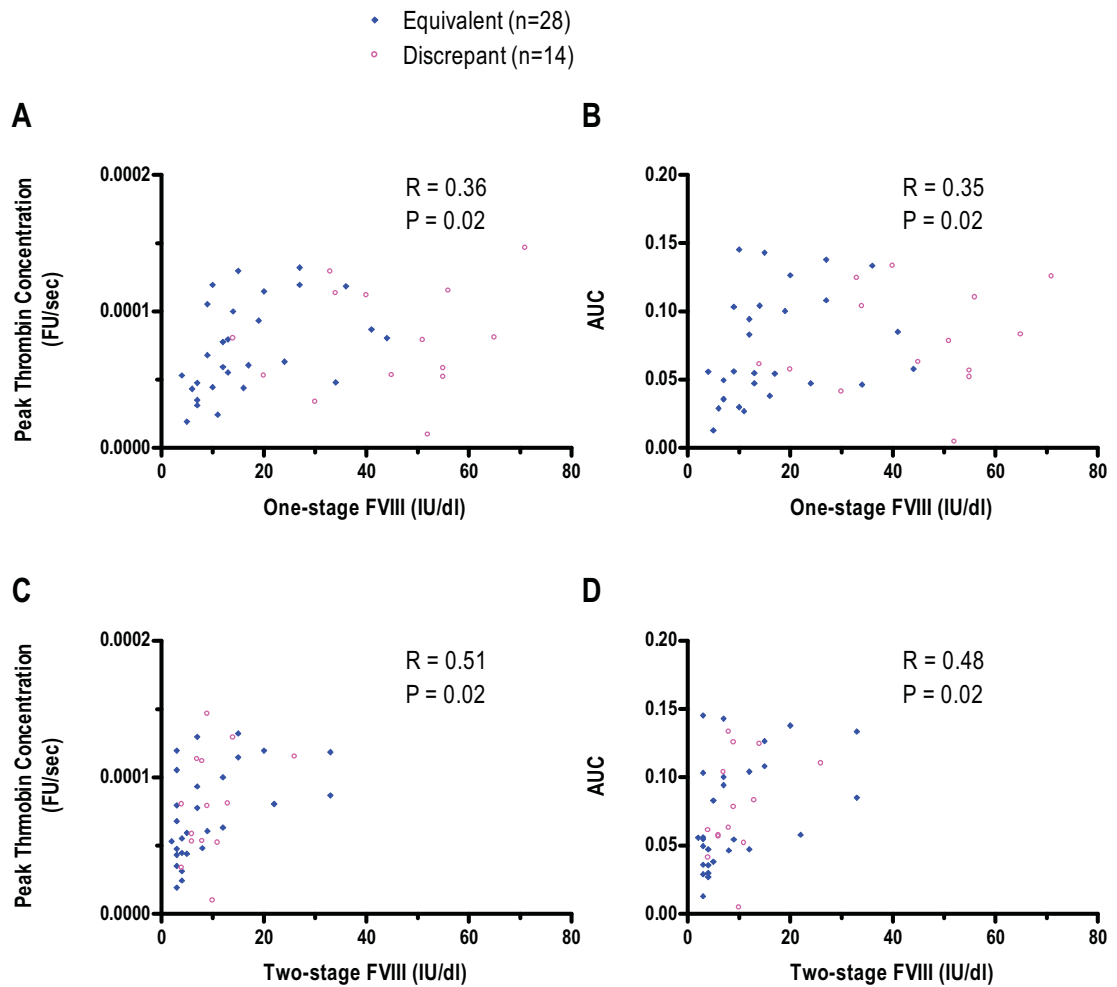 Equivalent (n=28)
Discrepant (n=14)
A
B
0.0002
0.0001
0.0000
Peak Thrombin Concentration
(FU/sec)
R = 0.36
P = 0.02
0 20 40 60 80
One-stage FVIII (IU/dl)
0.20
0.15
0.10
0.05
0.00
AUC
R = 0.35
P = 0.02
0 20 40 60 80
One-stage FVIII (IU/dl)
C
D
0.0002
0.0001
0.0000
Peak Thrmobin Concentration
(FU/sec)
R = 0.51
P = 0.02
0 20 40 60 80
Two-stage FVIII (IU/dl)
0.20
0.15
0.10
0.05
0.00
AUC
R = 0.48
P = 0.02
0 20 40 60 80
Two-stage FVIII (IU/dl)